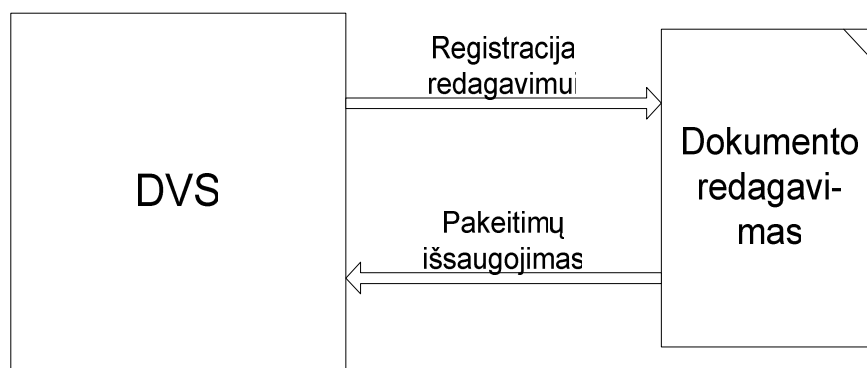 DVS
Registracija
redagavimui
Pakeitimų
išsaugojimas
Dokumento
redagavi-
mas